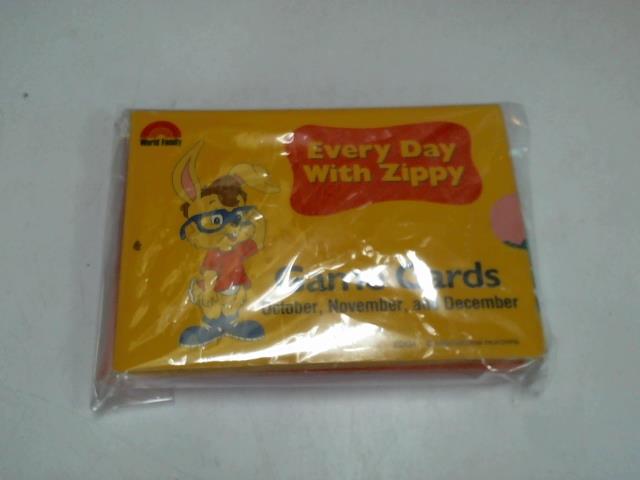 World Family
Every Day
With Zippy
Game Cards
October, November, and December